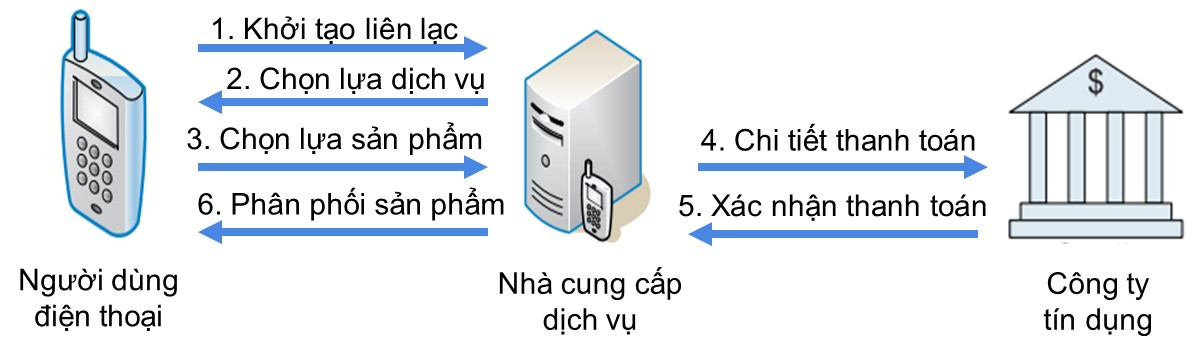 1. Khởi tạo liên lạc
2. Chọn lựa dịch vụ
3. Chọn lựa sản phẩm
6. Phân phối sản phẩm
4. Chi tiết thanh toán
5. Xác nhận thanh toán
$
Người dùng
điện thoại
Nhà cung cấp
dịch vụ
Công ty
tín dụng